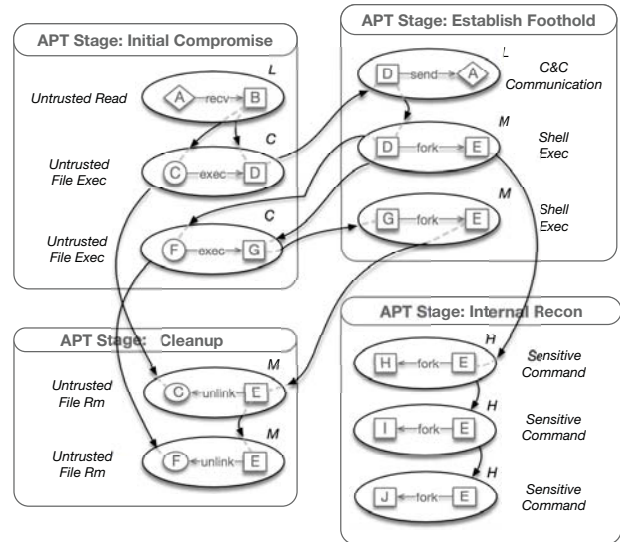 APT Stage: Initial Compromise
Untrusted Read
L
A recv B
Untrusted
File Exec
C
C exec D
Untrusted
File Exec
C
F exec G
APT Stage: Establish Foothold
L
D send A
C&C
Communication
M
D fork E
Shell
Exec
M
G fork E
Shell
Exec
APT Stage: Cleanup
Untrusted
File Rm
M
C unlink E
Untrusted
File Rm
M
F unlink E
APT Stage: Internal Recon
H
H fork E
Sensitive
Command
H
I fork E
Sensitive
Command
H
J fork E
Sensitive
Command